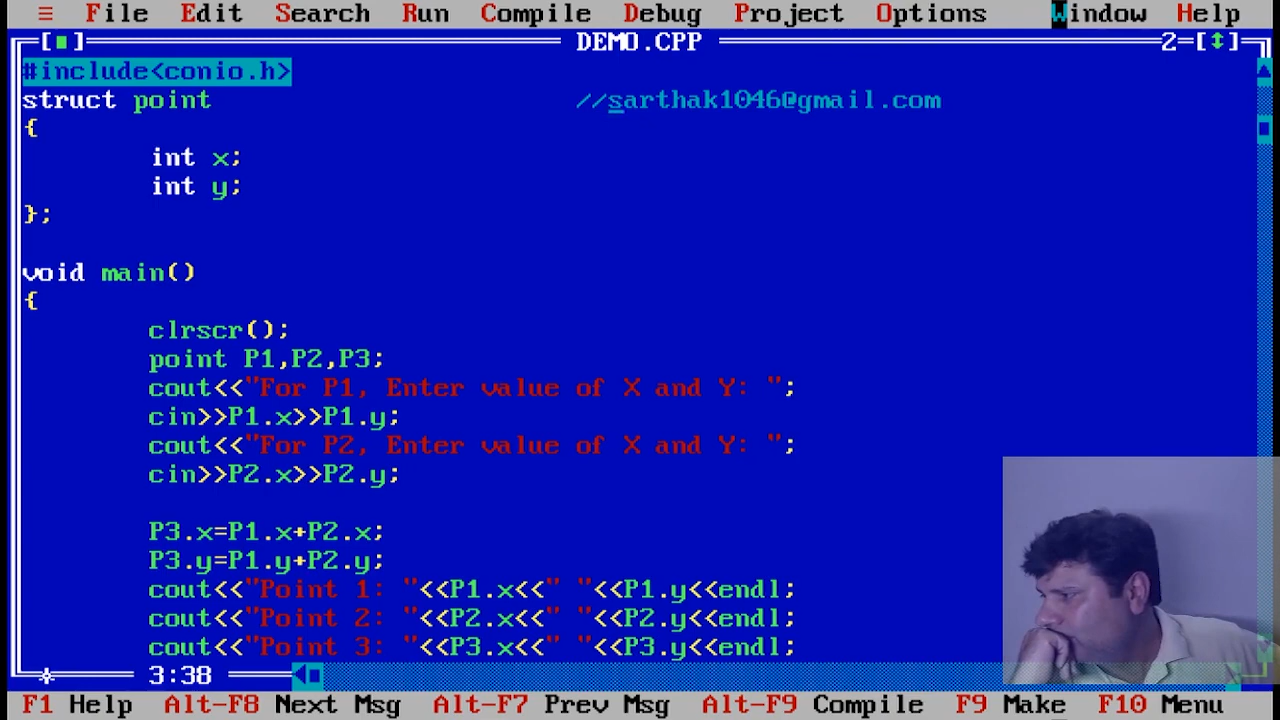 ≡ File Edit Search Run Compile Debug Project Options Window Help
DEMO.CPP 2
#include<conio.h>
struct point //sarthak1046@gmail.com
{
int x;
int y;
};
void main()
{
clrscr();
point P1,P2,P3;
cout<<"For P1, Enter value of X and Y: ";
cin>>P1.x>>P1.y;
cout<<"For P2, Enter value of X and Y: ";
cin>>P2.x>>P2.y;
P3.x=P1.x+P2.x;
P3.y=P1.y+P2.y;
cout<<"Point 1: "<<P1.x<<" "<<P1.y<<endl;
cout<<"Point 2: "<<P2.x<<" "<<P2.y<<endl;
cout<<"Point 3: "<<P3.x<<" "<<P3.y<<endl;
3:38
F1 Help Alt-F8 Next Msg Alt-F7 Prev Msg Alt-F9 Compile F9 Make F10 Menu